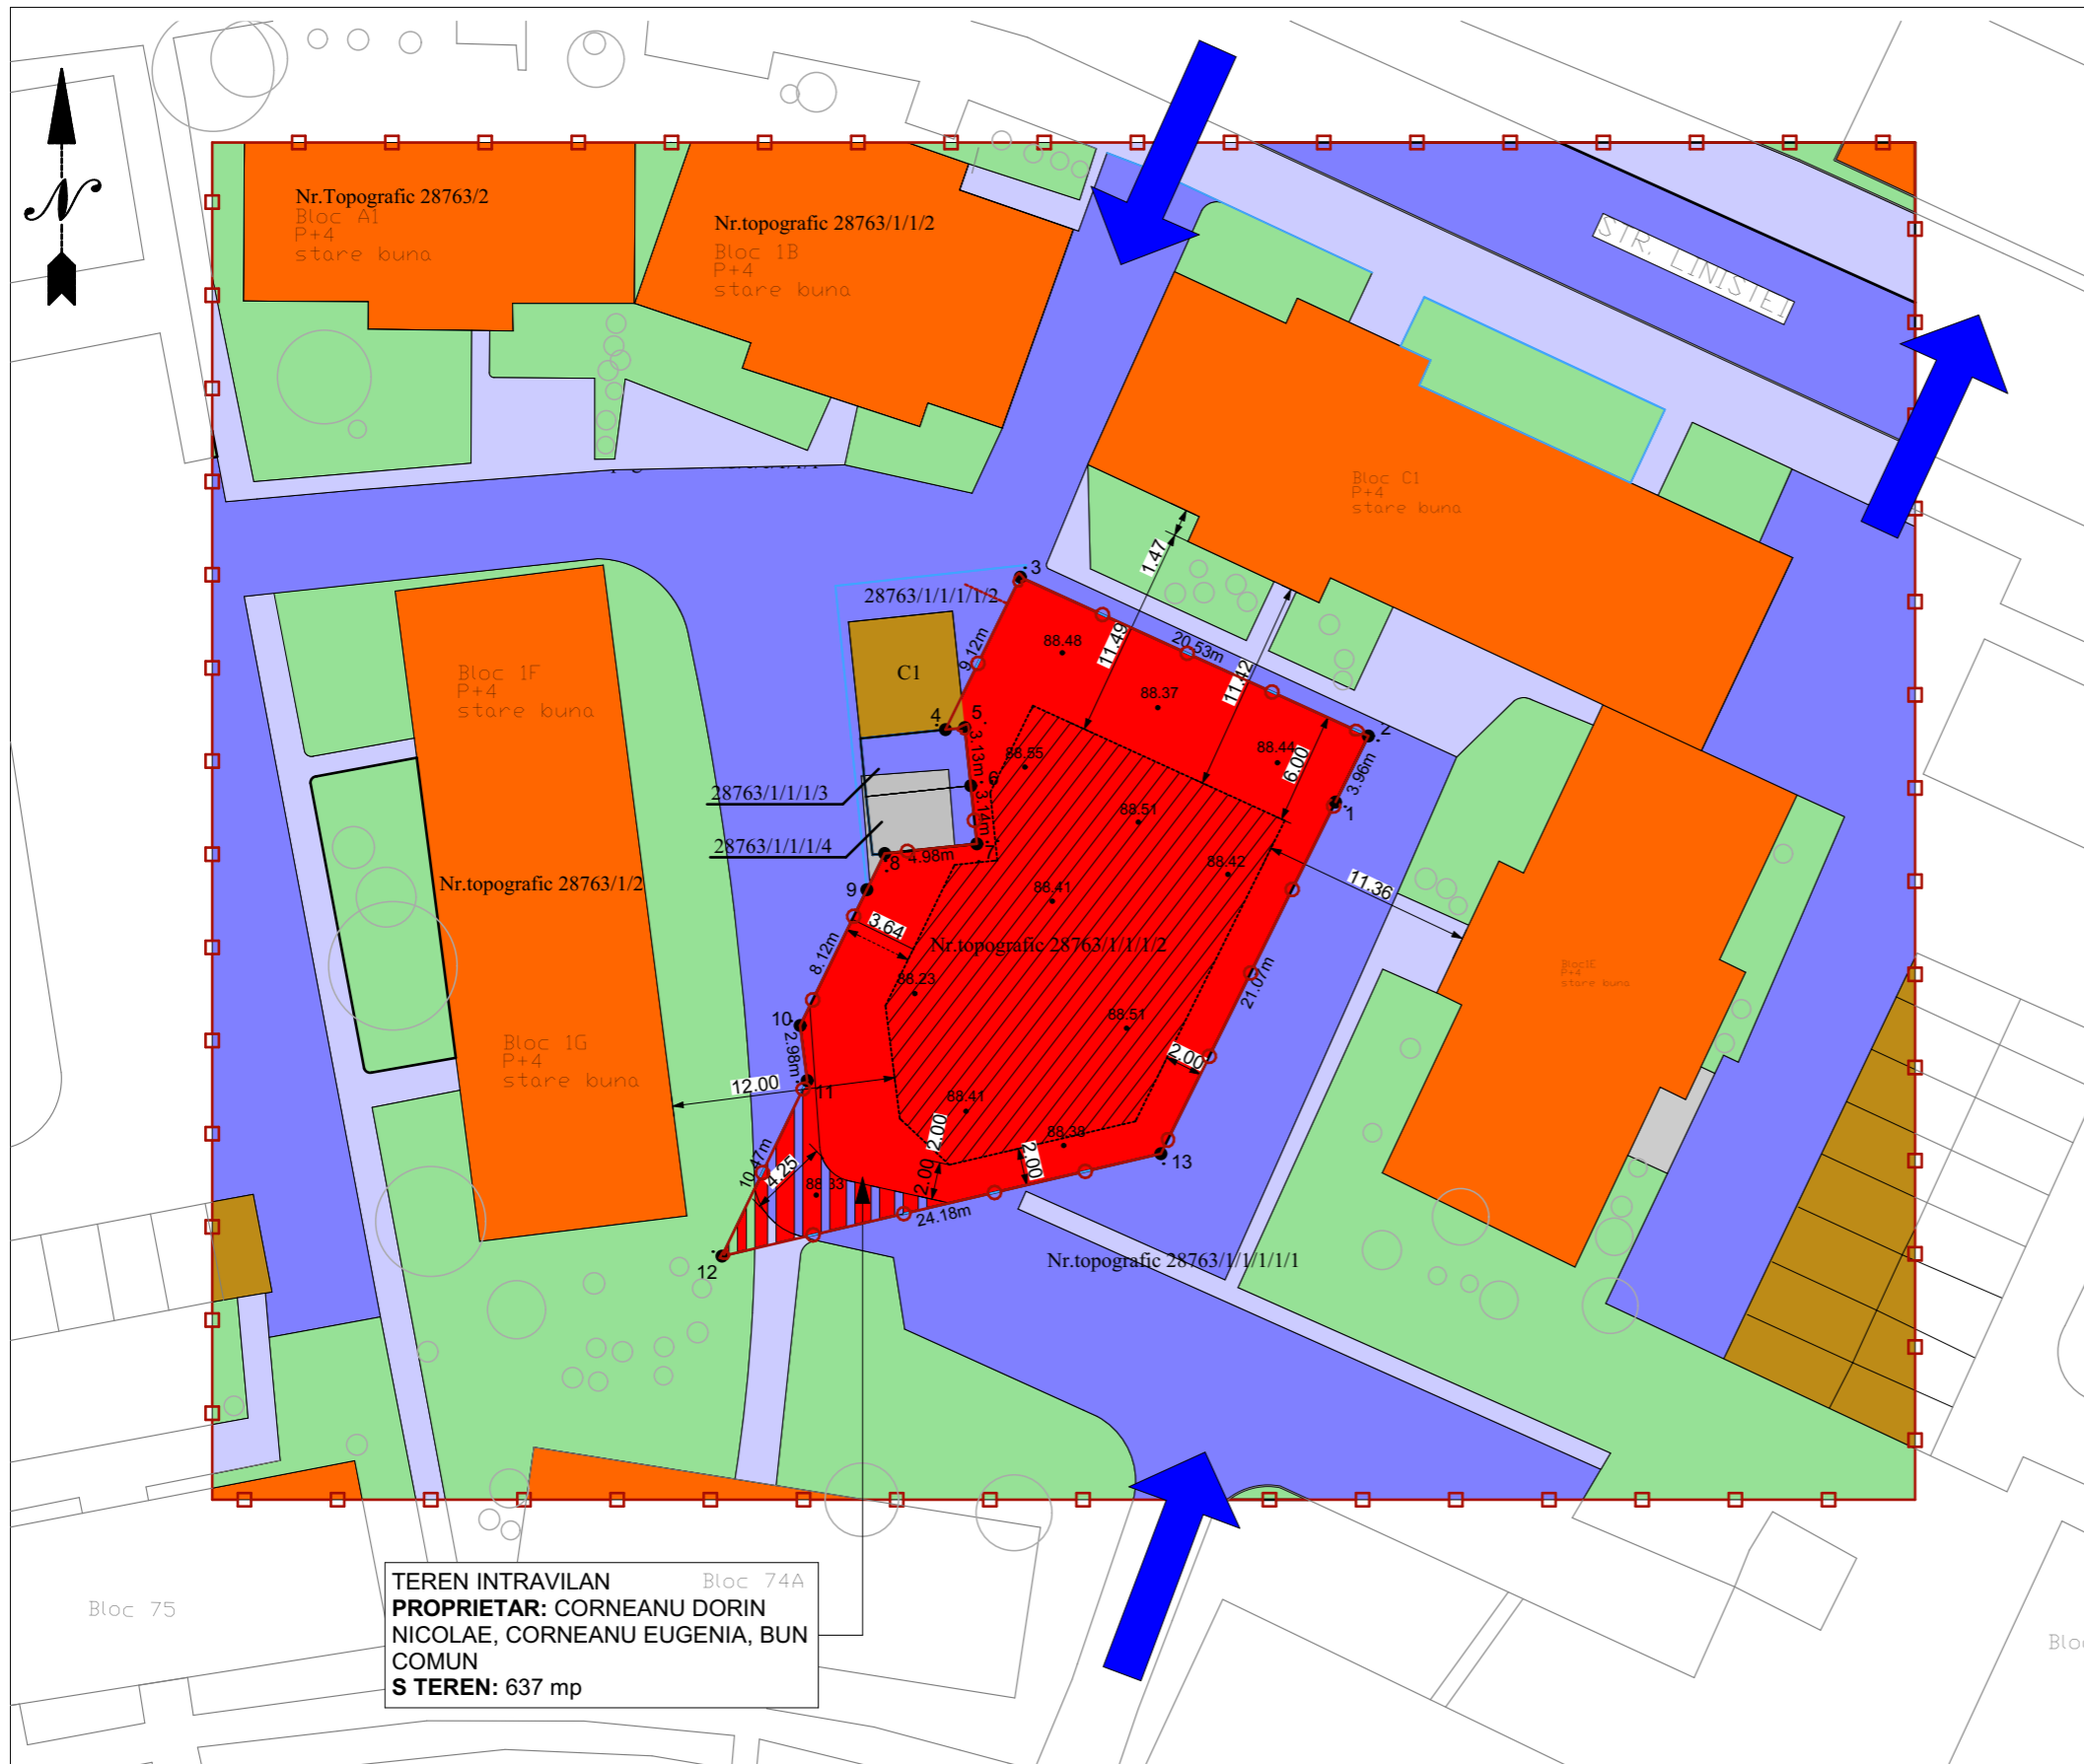 N
Nr.Topografic 28763/2
Bloc A1
P+4
stare buna
Nr.topografic 28763/1/1/2
Bloc 1B
P+4
stare buna
STR. LINISTEI
Bloc C1
P+4
stare buna
1.47
3
28763/1/1/1/1/2
9.12m
88.48
11.49
20.53m
11.42
C1
Bloc 1F
P+4
stare buna
88.37
4
5
2
88.44
6.00
3.13m
88.55
6
3.96m
28763/1/1/1/3
3.14m
88.51
1
28763/1/1/1/4
7
4.98m
8
88.42
9
Nr.topografic 28763/1/2
88.41
11.36
3.64
Nr.topografic 28763/1/1/1/2
8.12m
88.23
21.07m
Bloc1E
P+4
stare buna
10
88.51
2.98m
Bloc 1G
P+4
stare buna
2.00
12.00
11
88.41
2.00
88.38
2.00
13
10.47m
4.25
88.33
2.00
24.18m
12
Nr.topografic 28763/1/1/1/1/1
TEREN INTRAVILAN
Bloc 74A
PROPRIETAR: CORNEANU DORIN
NICOLAE, CORNEANU EUGENIA, BUN
COMUN
S TEREN: 637 mp
Bloc 75